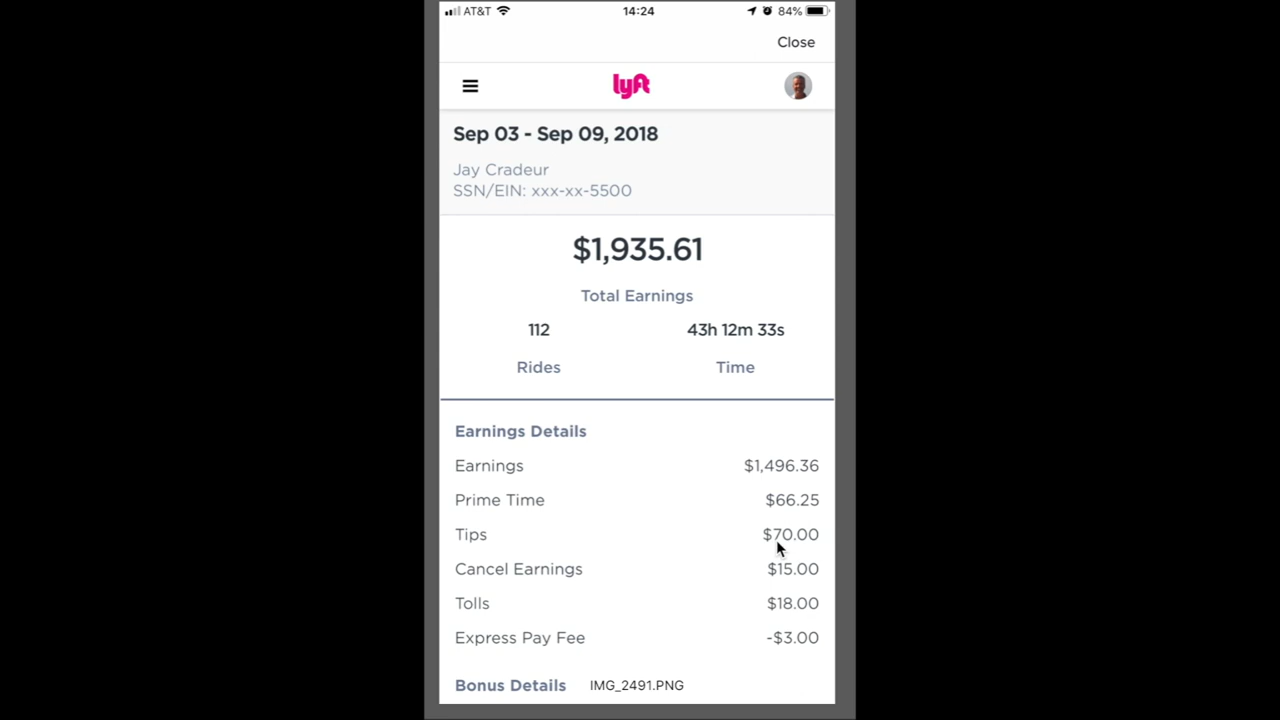 AT&T 14:24 84%
Close
lyft
Sep 03 - Sep 09, 2018
Jay Cradeur
SSN/EIN: xxx-xx-5500
$1,935.61
Total Earnings
112 43h 12m 33s
Rides Time
Earnings Details
Earnings $1,496.36
Prime Time $66.25
Tips $70.00
Cancel Earnings $15.00
Tolls $18.00
Express Pay Fee -$3.00
Bonus Details IMG_2491.PNG